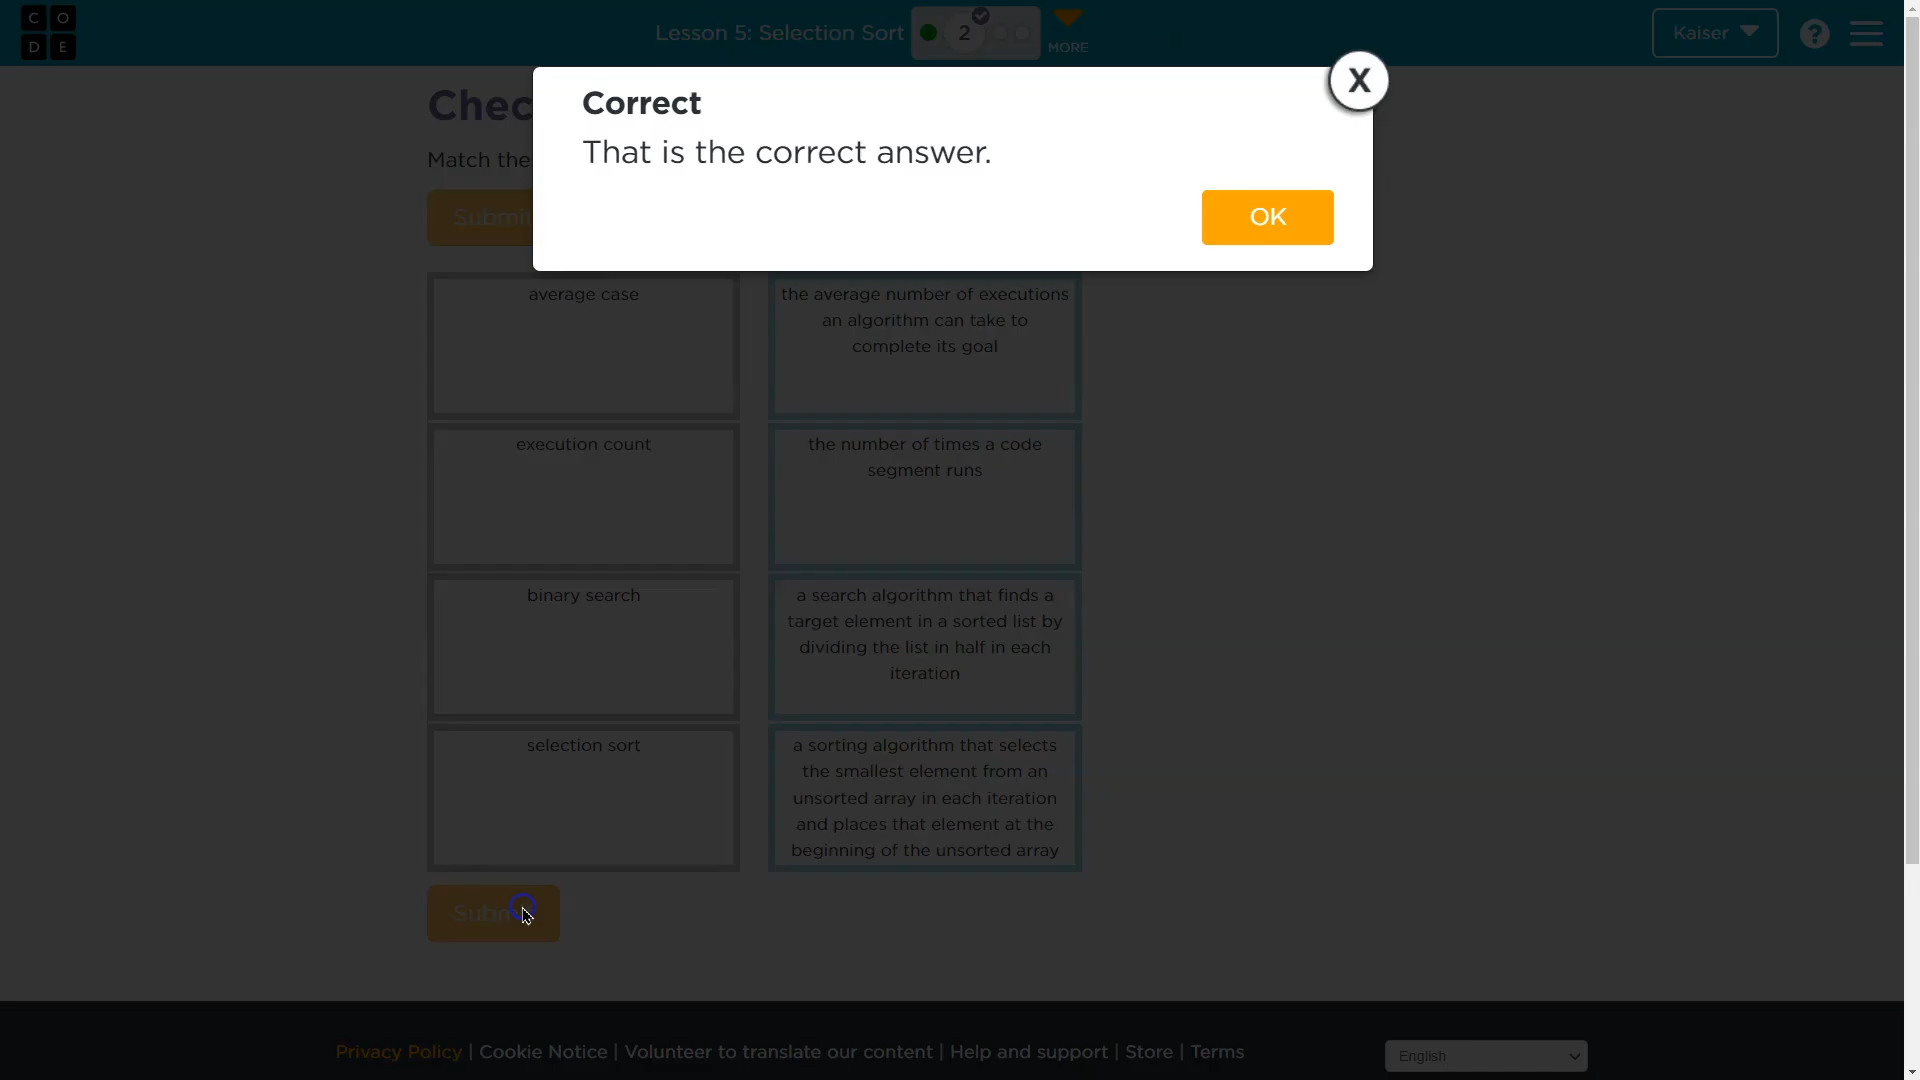 CODE
Lesson 5: Selection Sort
2
MORE
Kaiser
?
X
Correct
That is the correct answer.
OK
Chec
Match the
Submit
average case
the average number of executions
an algorithm can take to
complete its goal
execution count
the number of times a code
segment runs
binary search
a search algorithm that finds a
target element in a sorted list by
dividing the list in half in each
iteration
selection sort
a sorting algorithm that selects
the smallest element from an
unsorted array in each iteration
and places that element at the
beginning of the unsorted array
Privacy Policy | Cookie Notice | Volunteer to translate our content | Help and support | Store | Terms
English